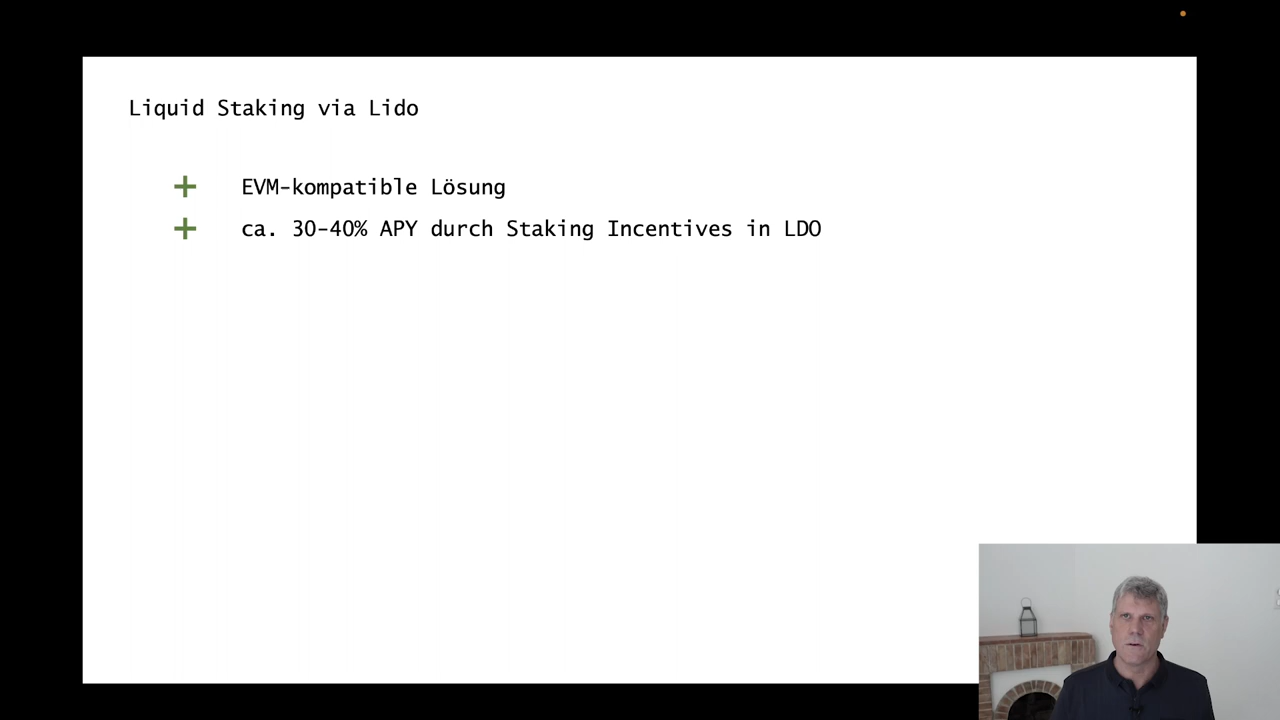 Liquid Staking via Lido
+ EVM-kompatible Lösung
+ ca. 30-40% APY durch Staking Incentives in LDO